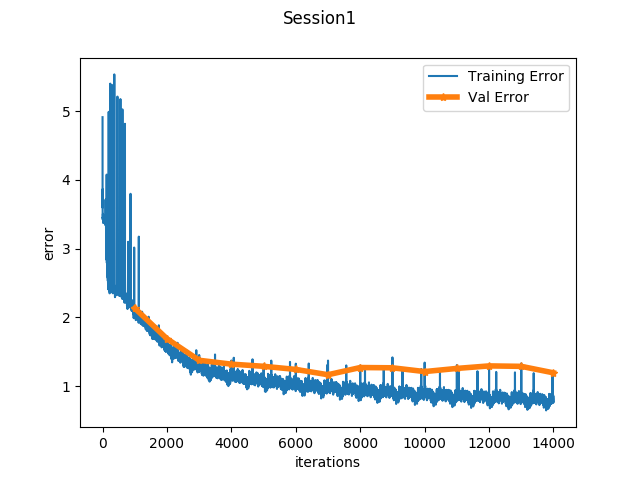 Session1
Training Error
Val Error
error
5
4
3
2
1
0
2000
4000
6000
8000
10000
12000
14000
iterations